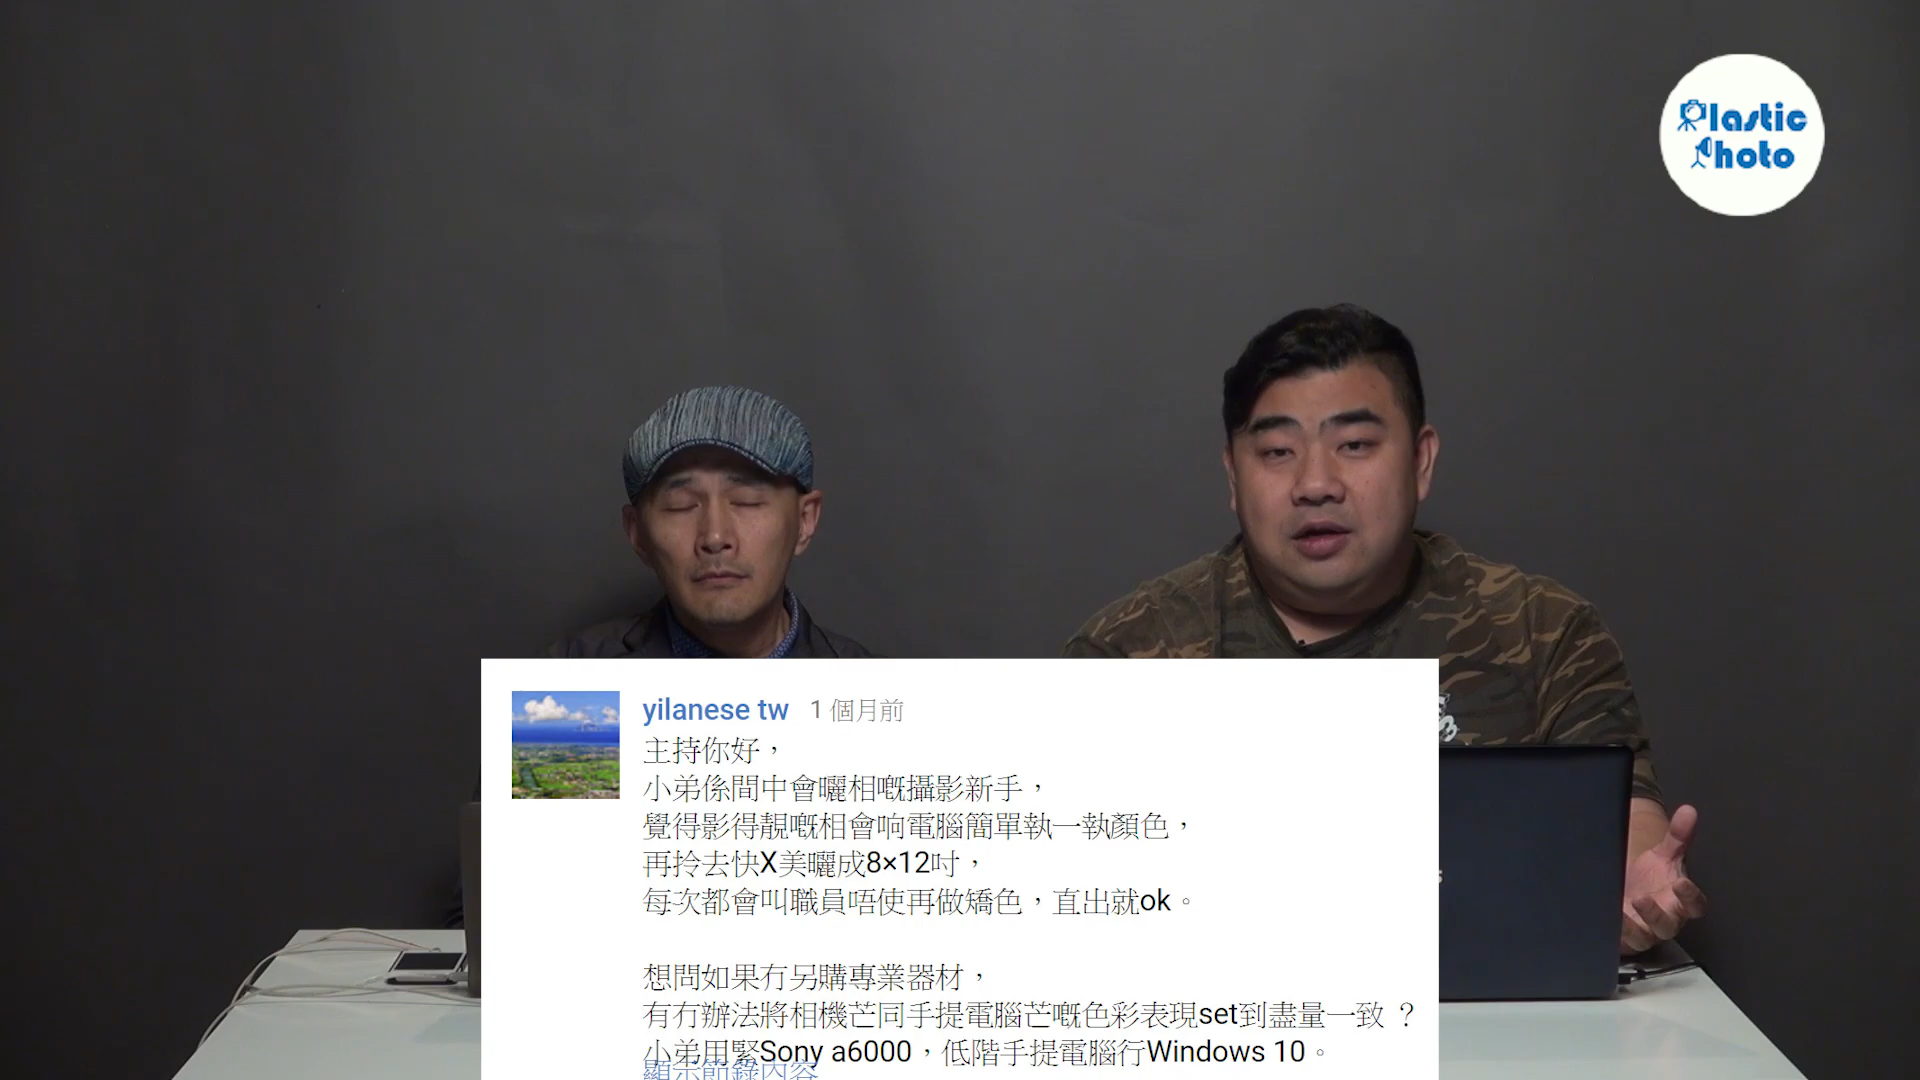 Plastic
Photo
yilanese tw 1 個月前
主持你好，
小弟係間中會曬相嘅攝影新手，
覺得影得靚嘅相會响電腦簡單執一執顏色，
再拎去快X美曬成8×12吋，
每次都會叫職員唔使再做矯色，直出就ok。
想問如果冇另購專業器材，
有冇辦法將相機芒同手提電腦芒嘅色彩表現set到盡量一致 ？
小弟用緊Sony a6000，低階手提電腦行Windows 10。
顯示節錄內容